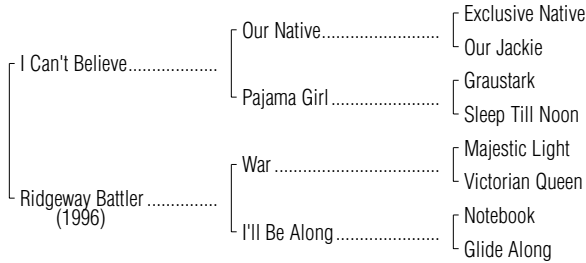 Exclusive Native
Our Native
Our Jackie
I Can't Believe
Graustark
Pajama Girl
Sleep Till Noon
Majestic Light
War
Victorian Queen
Ridgeway Battler
(1996)
Notebook
I'll Be Along
Glide Along